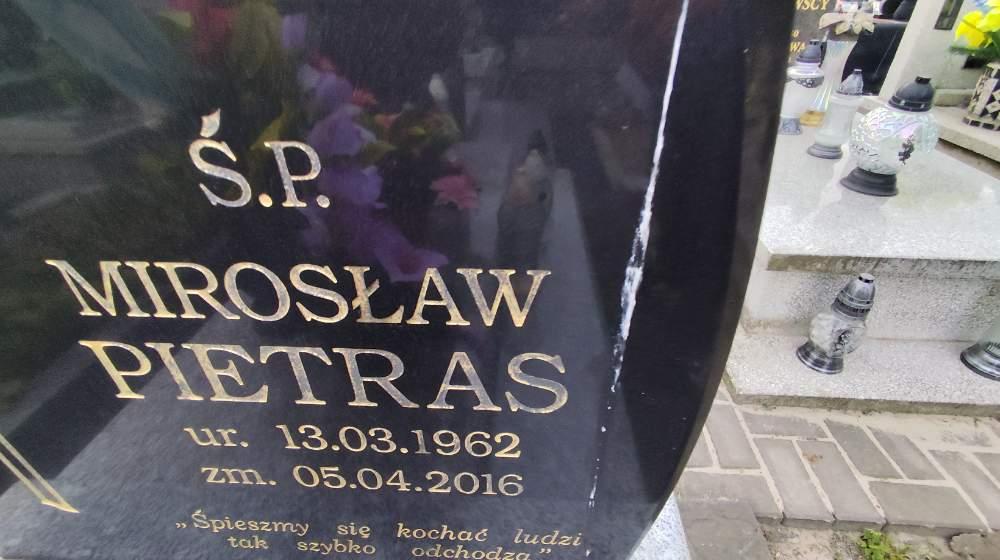 Ś.P.
MIROSŁAW
PIETRAS
ur. 13.03.1962
zm. 05.04.2016
„Śpieszmy się kochać ludzi
tak szybko odchodzą”